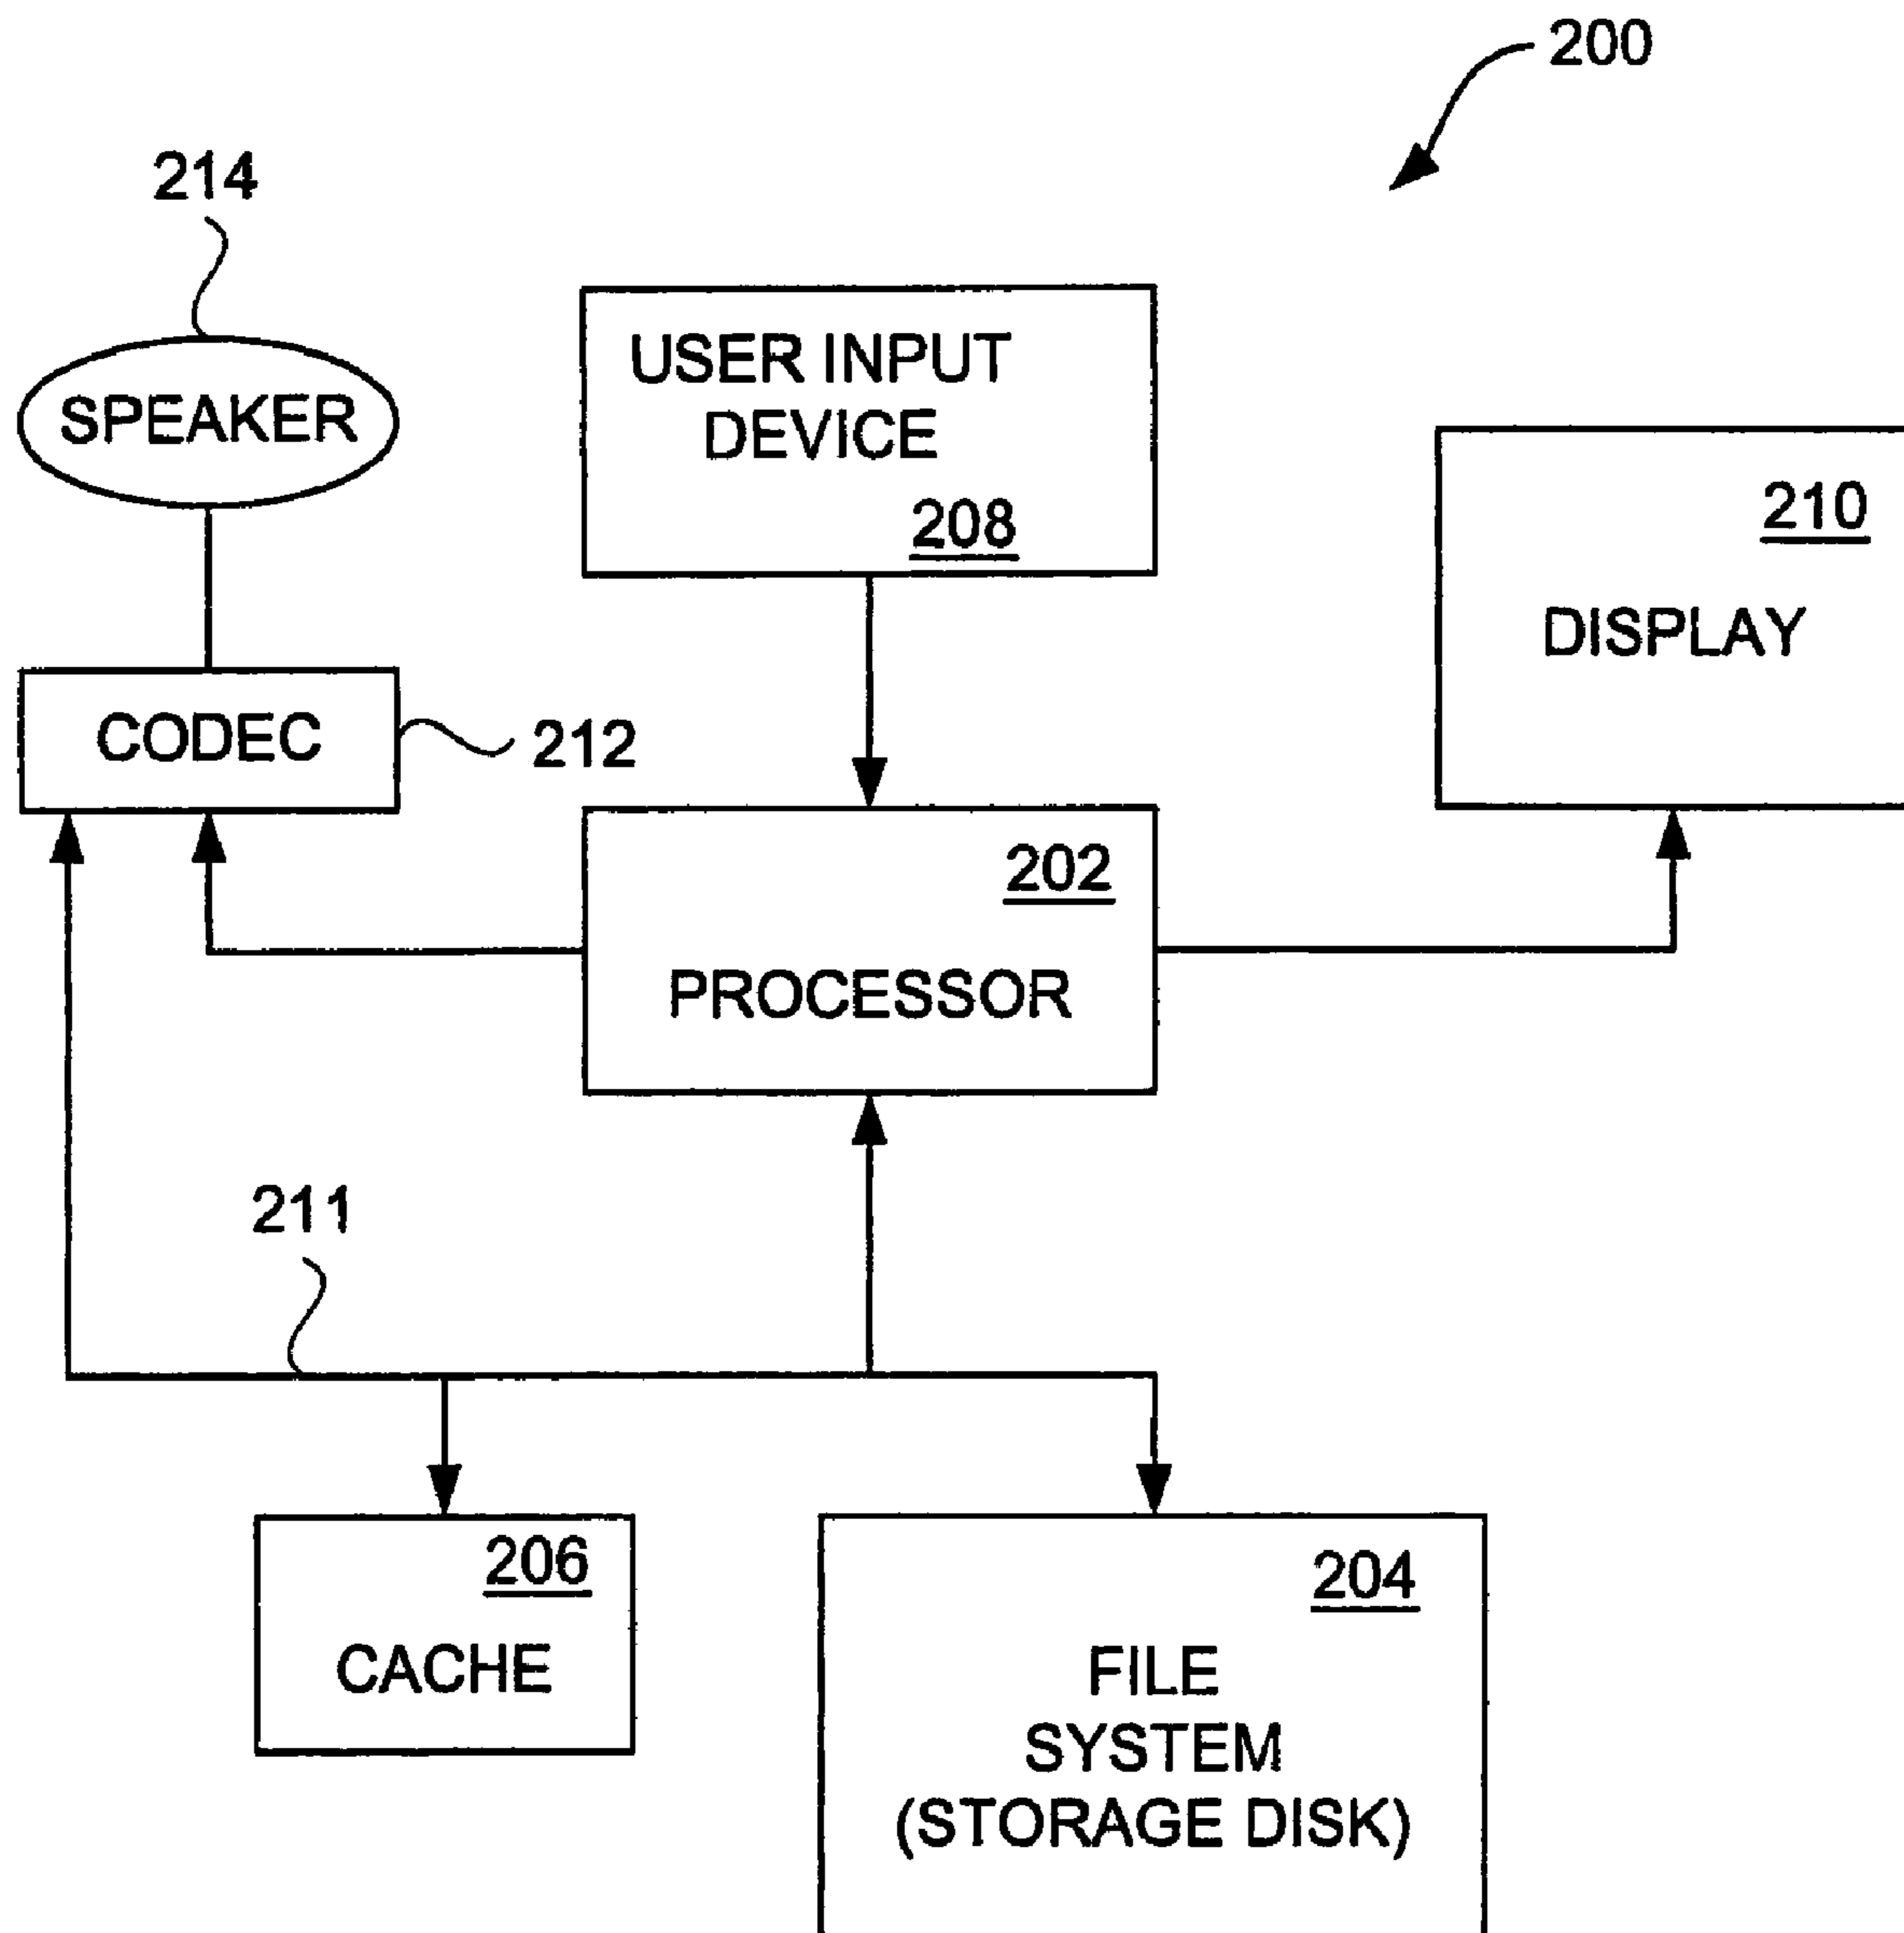 200
214
SPEAKER
USER INPUT
DEVICE
208
210
DISPLAY
CODEC
212
202
PROCESSOR
211
206
CACHE
204
FILE
SYSTEM
(STORAGE DISK)